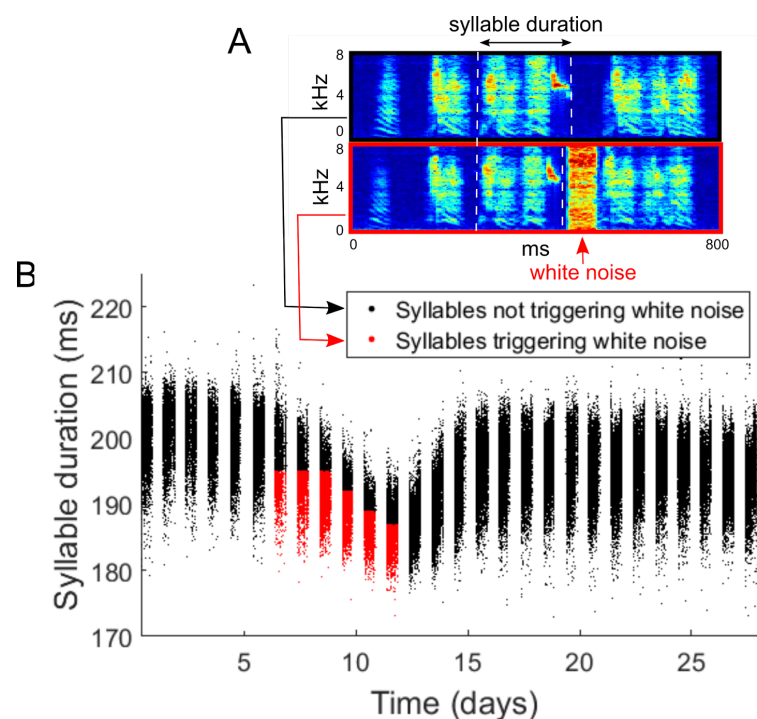 A
syllable duration
8
4
0
kHz
8
4
0
kHz
0
ms
800
white noise
B
Syllables not triggering white noise
Syllables triggering white noise
220
210
200
190
180
170
Syllable duration (ms)
5
10
15
20
25
Time (days)